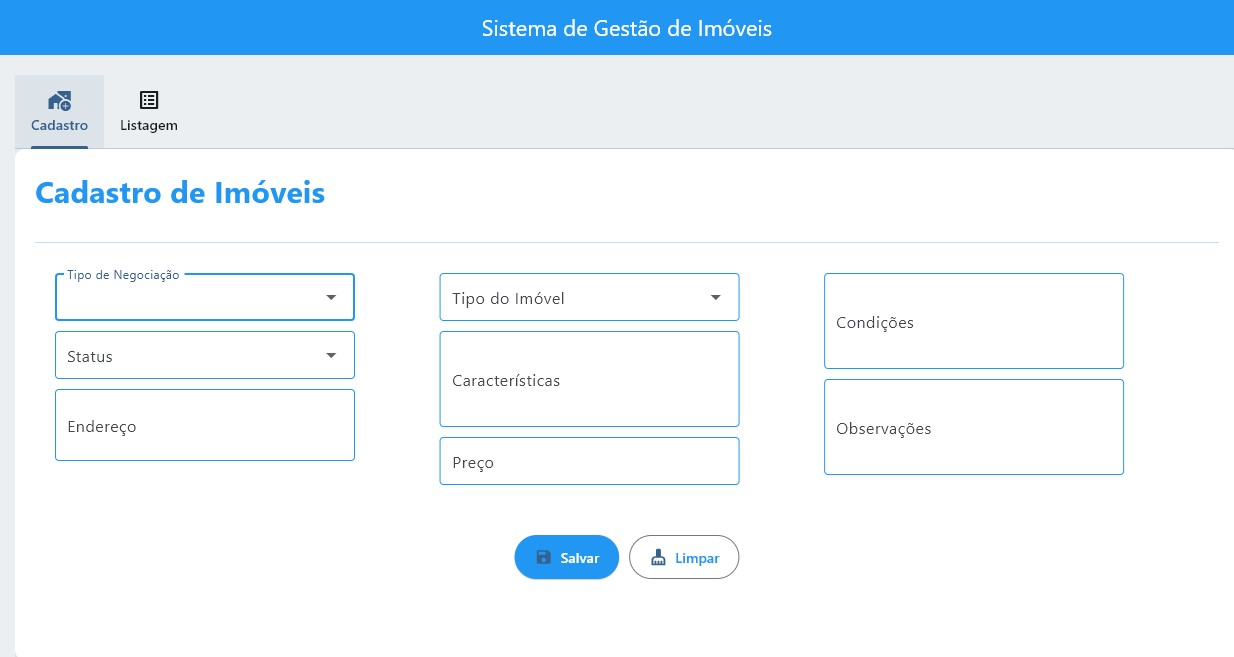 Sistema de Gestão de Imóveis
Cadastro
Listagem
Cadastro de Imóveis
Tipo de Negociação
Status
Endereço
Tipo do Imóvel
Características
Preço
Condições
Observações
Salvar
Limpar